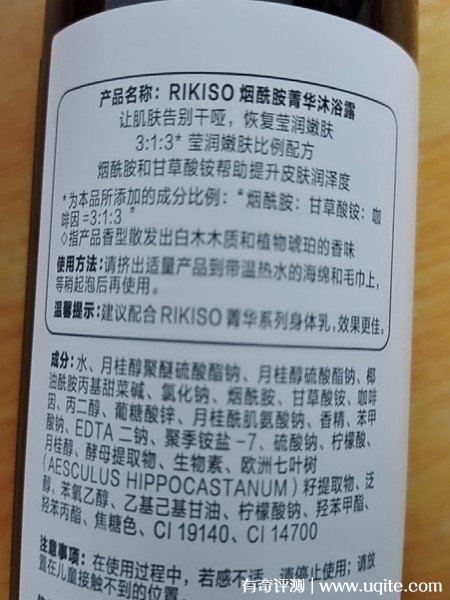 产品名称：RIKISO 烟酰胺菁华沐浴露
让肌肤告别干哑，恢复莹润嫩肤
3:1:3* 莹润嫩肤比例配方
烟酰胺和甘草酸铵帮助提升皮肤润泽度
*为本品所添加的成分比例：“烟酰胺：甘草酸铵：咖
啡因 =3:1:3 ”
◇指产品香型散发出白木木质和植物琥珀的香味
使用方法：请挤出适量产品到带温热水的海绵和毛巾上，
等稍起泡后再使用。
温馨提示：建议配合 RIKISO 菁华系列身体乳，效果更佳。
成分：水、月桂醇聚醚硫酸酯钠、月桂醇硫酸酯钠、椰
油酰胺丙基甜菜碱、氯化钠、烟酰胺、甘草酸铵、咖啡
因、丙二醇、葡糖酸锌、月桂酰肌氨酸钠、香精、苯甲
酸钠、EDTA 二钠、聚季铵盐 -7、硫酸钠、柠檬酸、
月桂醇、酵母提取物、生物素、欧洲七叶树
（AESCULUS HIPPOCASTANUM）籽提取物、泛
醇、苯氧乙醇、乙基己基甘油、柠檬酸钠、羟苯甲酯、
羟苯丙酯、焦糖色、CI 19140、CI 14700
注意事项：在使用过程中，若感不适，请停止使用；请放
置在儿童接触不到的位置
有奇评测 | www.uqite.com